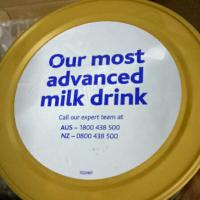 Our most
advanced
milk drink
Call our expert team at
AUS – 1800 438 500
NZ – 0800 438 500